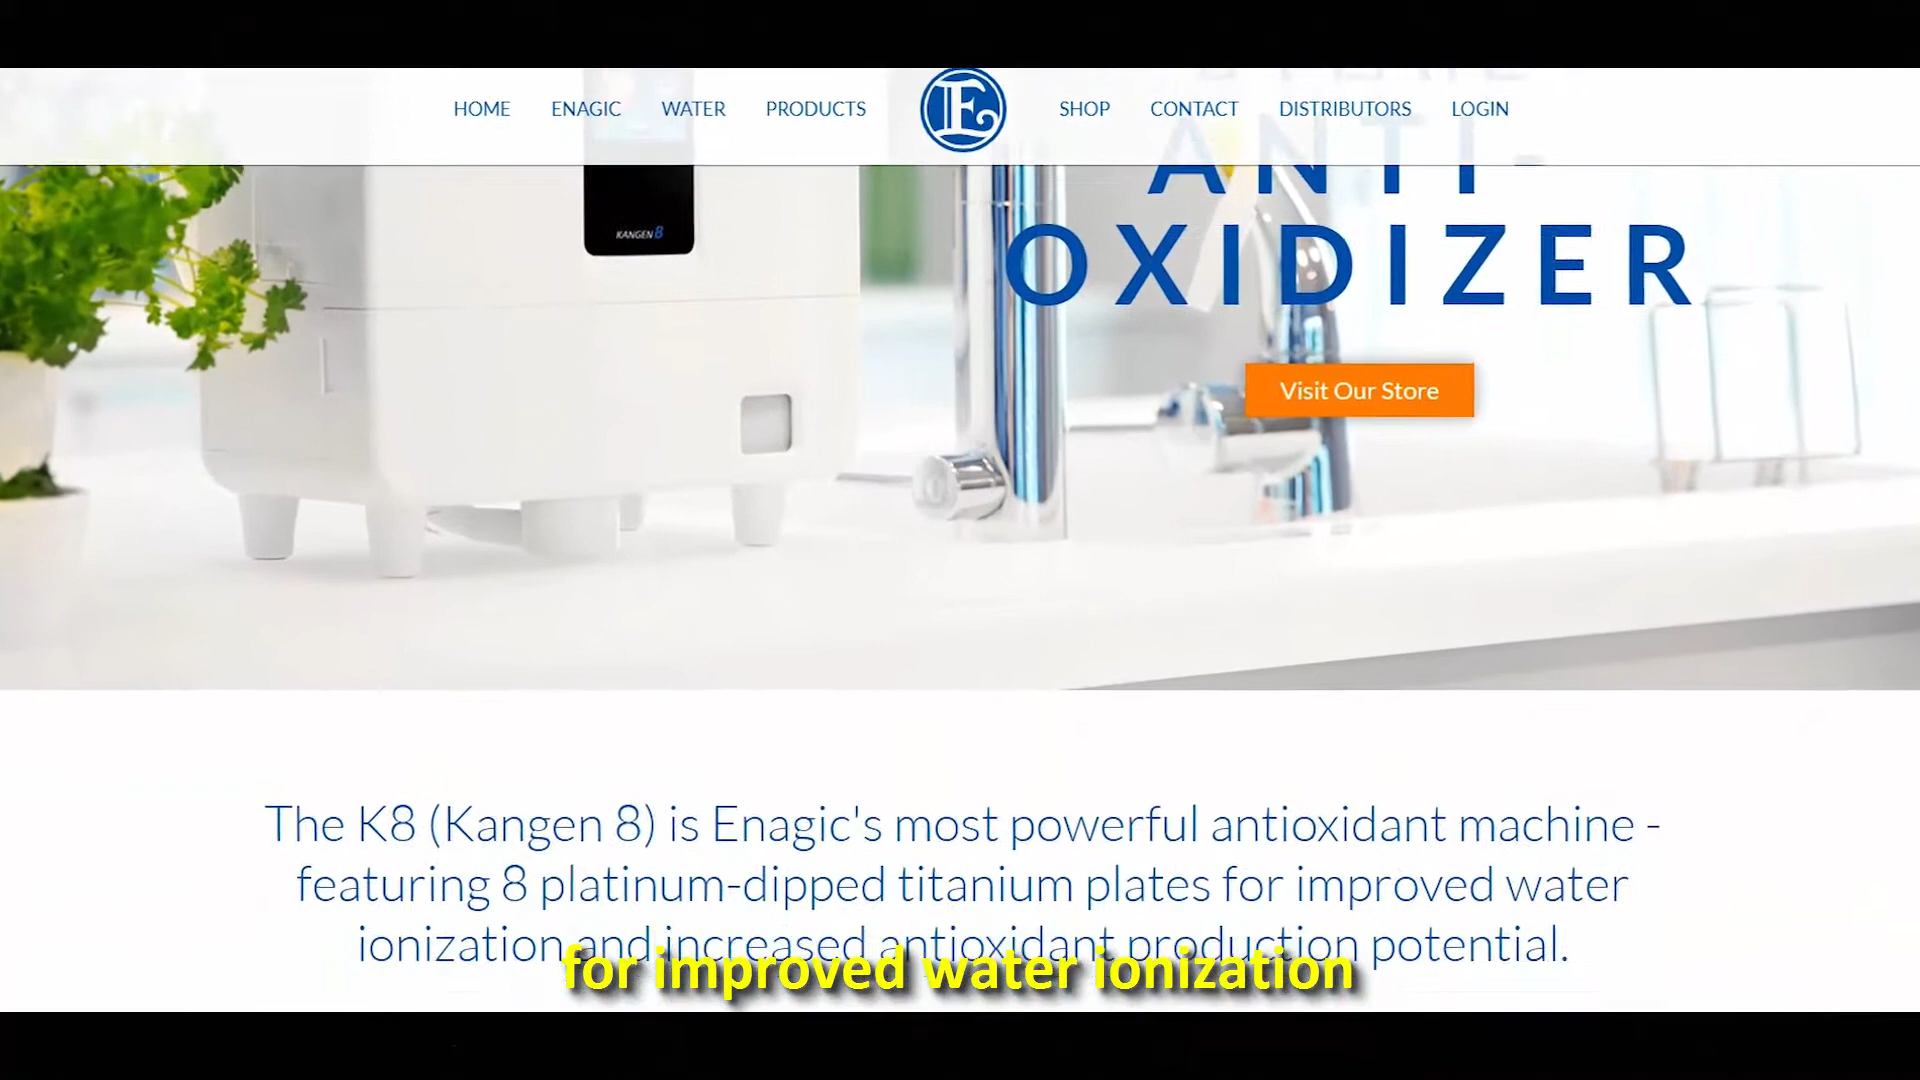 HOME ENAGIC WATER PRODUCTS E SHOP CONTACT DISTRIBUTORS LOGIN
ANTI-
OXIDIZER
KANGEN 8
Visit Our Store
The K8 (Kangen 8) is Enagic's most powerful antioxidant machine -
featuring 8 platinum-dipped titanium plates for improved water
ionization and increased antioxidant production potential.
for improved water ionization